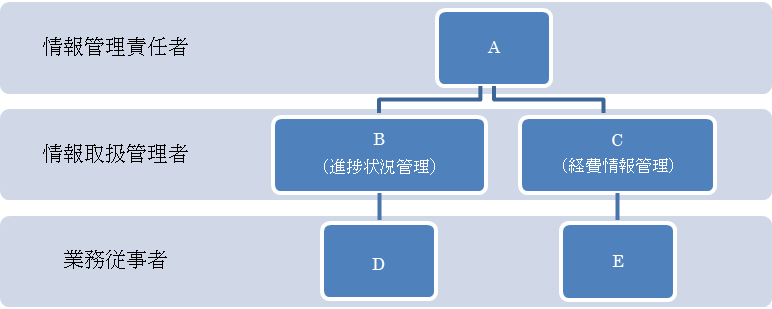 情報管理責任者
A
情報取扱管理者
B
（進捗状況管理）
C
（経費情報管理）
業務従事者
D
E